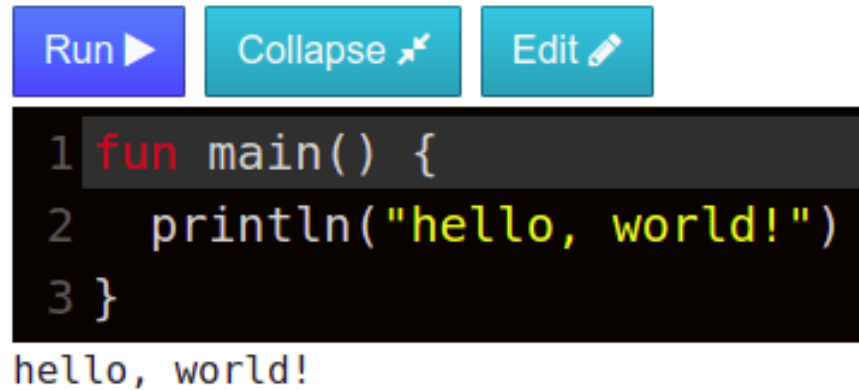 Run Collapse Edit
1 fun main() {
2   println("hello, world!")
3 }
hello, world!